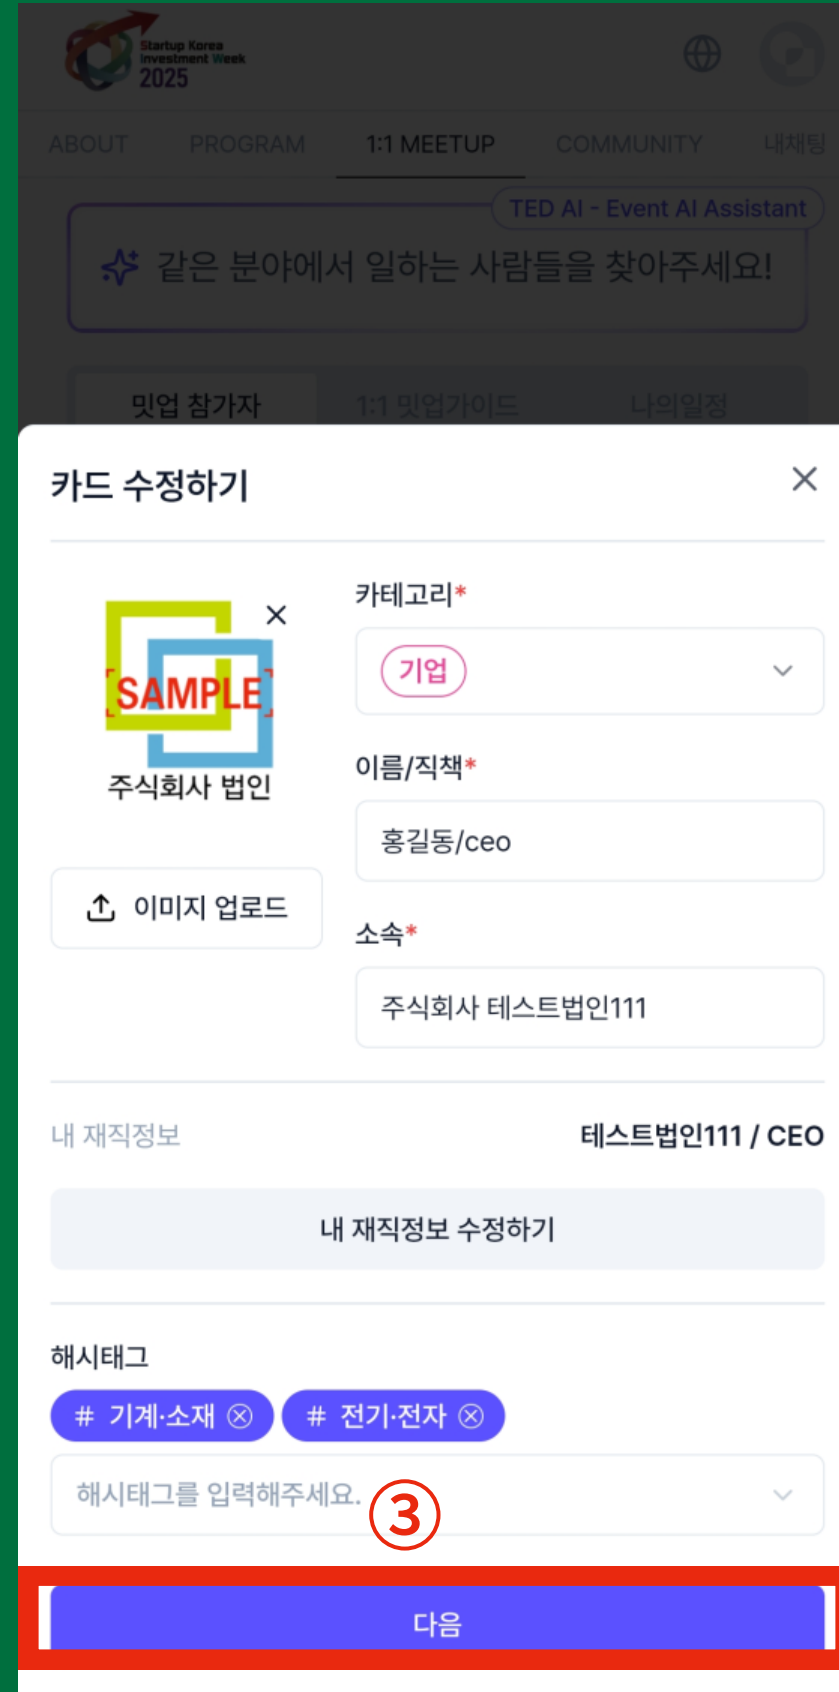 Startup Korea
Investment Week
2025
ABOUT PROGRAM 1:1 MEETUP COMMUNITY 내채팅
TED AI - Event AI Assistant
같은 분야에서 일하는 사람들을 찾아주세요!
밋업 참가자 1:1 밋업가이드 나의일정
카드 수정하기
SAMPLE
주식회사 법인
이미지 업로드
카테고리*
기업
이름/직책*
홍길동/ceo
소속*
주식회사 테스트법인111
내 재직정보 테스트법인111 / CEO
내 재직정보 수정하기
해시태그
# 기계·소재 # 전기·전자
해시태그를 입력해주세요.
③
다음